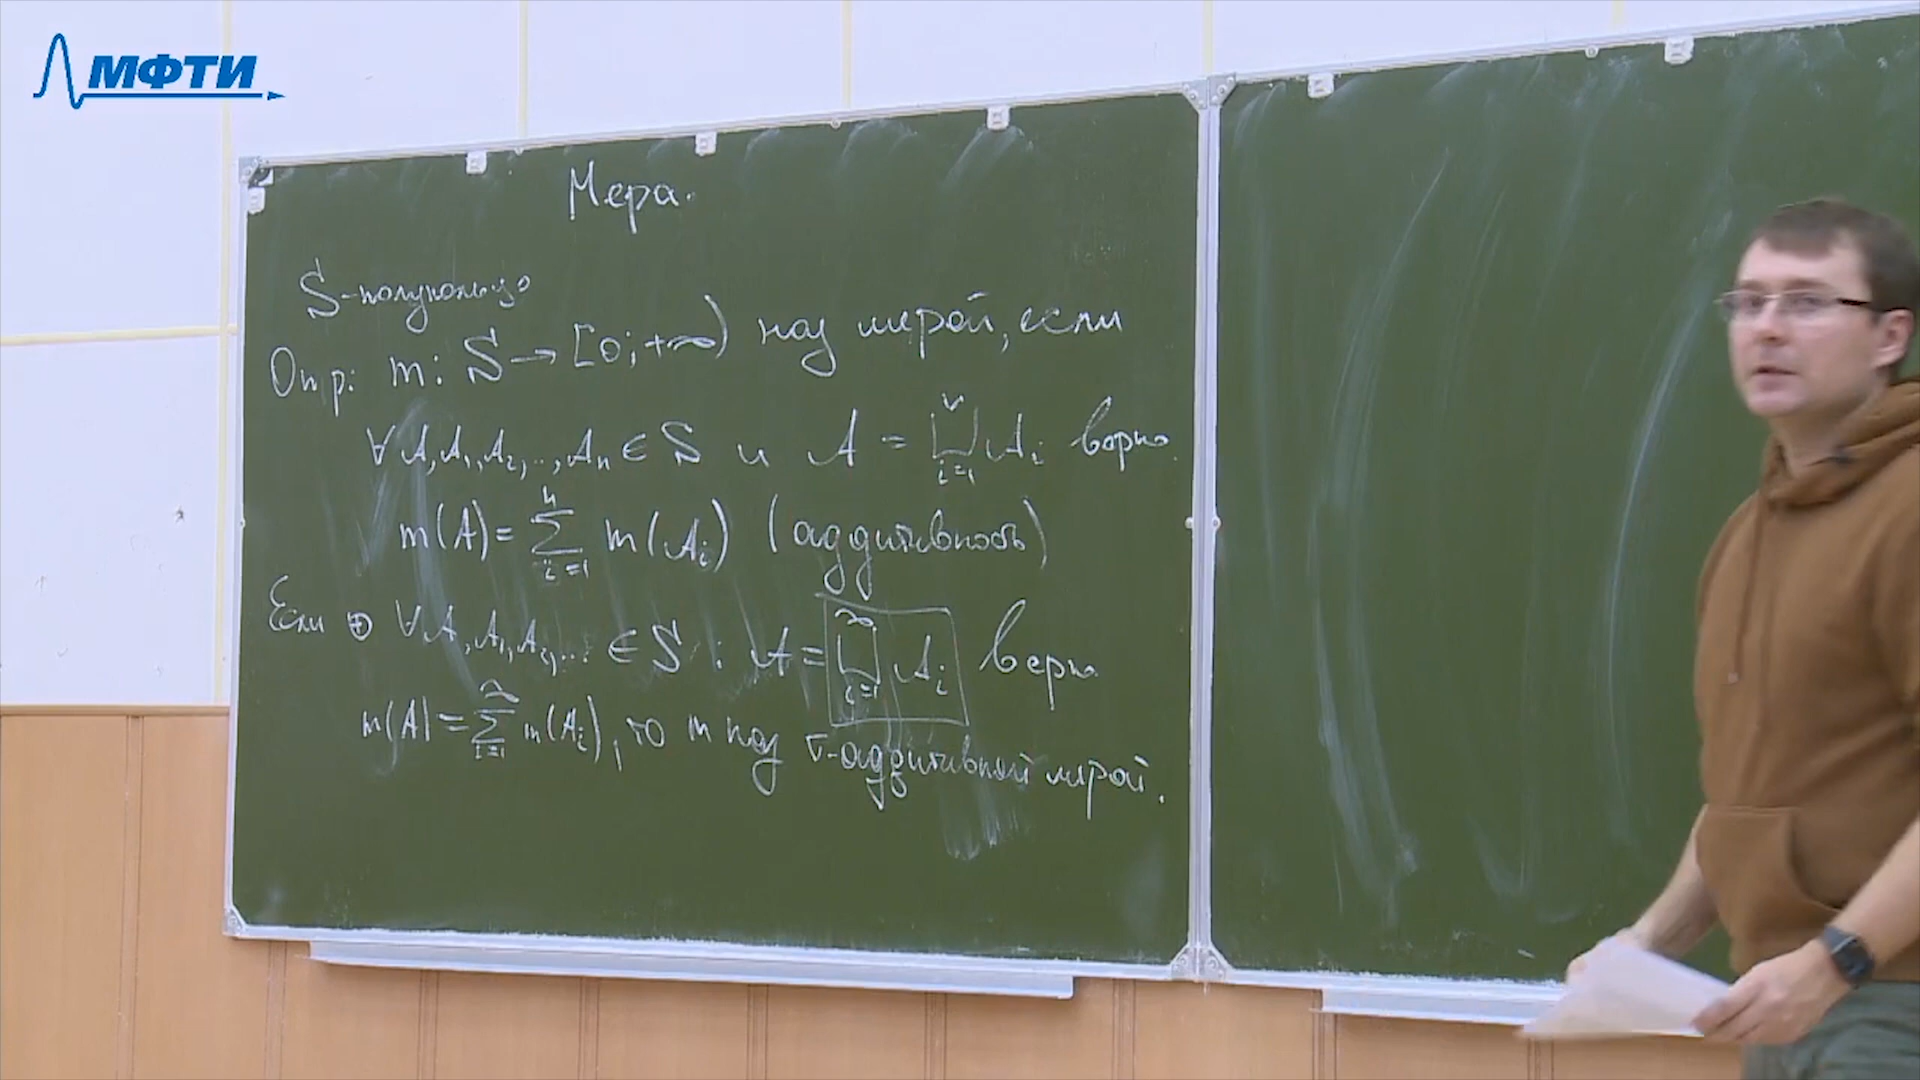 МФТИ
Мера.
S-полукольцо
Опр: m: S → [0; +∞) наз мерой, если
∀ A, A₁, A₂, .., Aₙ ∈ S и A = ⊔ᵢ₌₁ⁿ Aᵢ верно
m(A) = ∑ᵢ₌₁ⁿ m(Aᵢ) (аддитивность)
Если ∀ A, A₁, A₂, ... ∈ S : A = ⊔ᵢ₌₁^∞ Aᵢ верно
m(A) = ∑ᵢ₌₁^∞ m(Aᵢ), то m наз σ-аддитивной мерой.